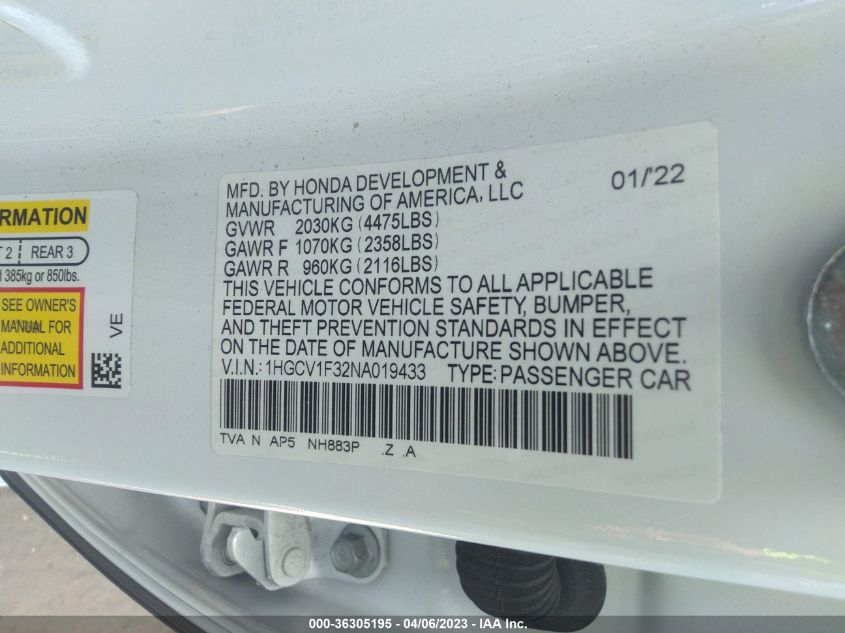 MFD. BY HONDA DEVELOPMENT &
MANUFACTURING OF AMERICA, LLC
01/'22
GVWR 2030KG (4475LBS)
GAWR F 1070KG (2358LBS)
GAWR R 960KG (2116LBS)
THIS VEHICLE CONFORMS TO ALL APPLICABLE
FEDERAL MOTOR VEHICLE SAFETY, BUMPER,
AND THEFT PREVENTION STANDARDS IN EFFECT
ON THE DATE OF MANUFACTURE SHOWN ABOVE.
V.I.N.: 1HGCV1F32NA019433 TYPE: PASSENGER CAR
TVA N AP5 NH883P .Z .A
RMATION
2 REAR 3
385kg or 850lbs.
SEE OWNER'S
MANUAL FOR
ADDITIONAL
INFORMATION
VE
000-36305195 - 04/06/2023 - Copyright © IAA, Inc.